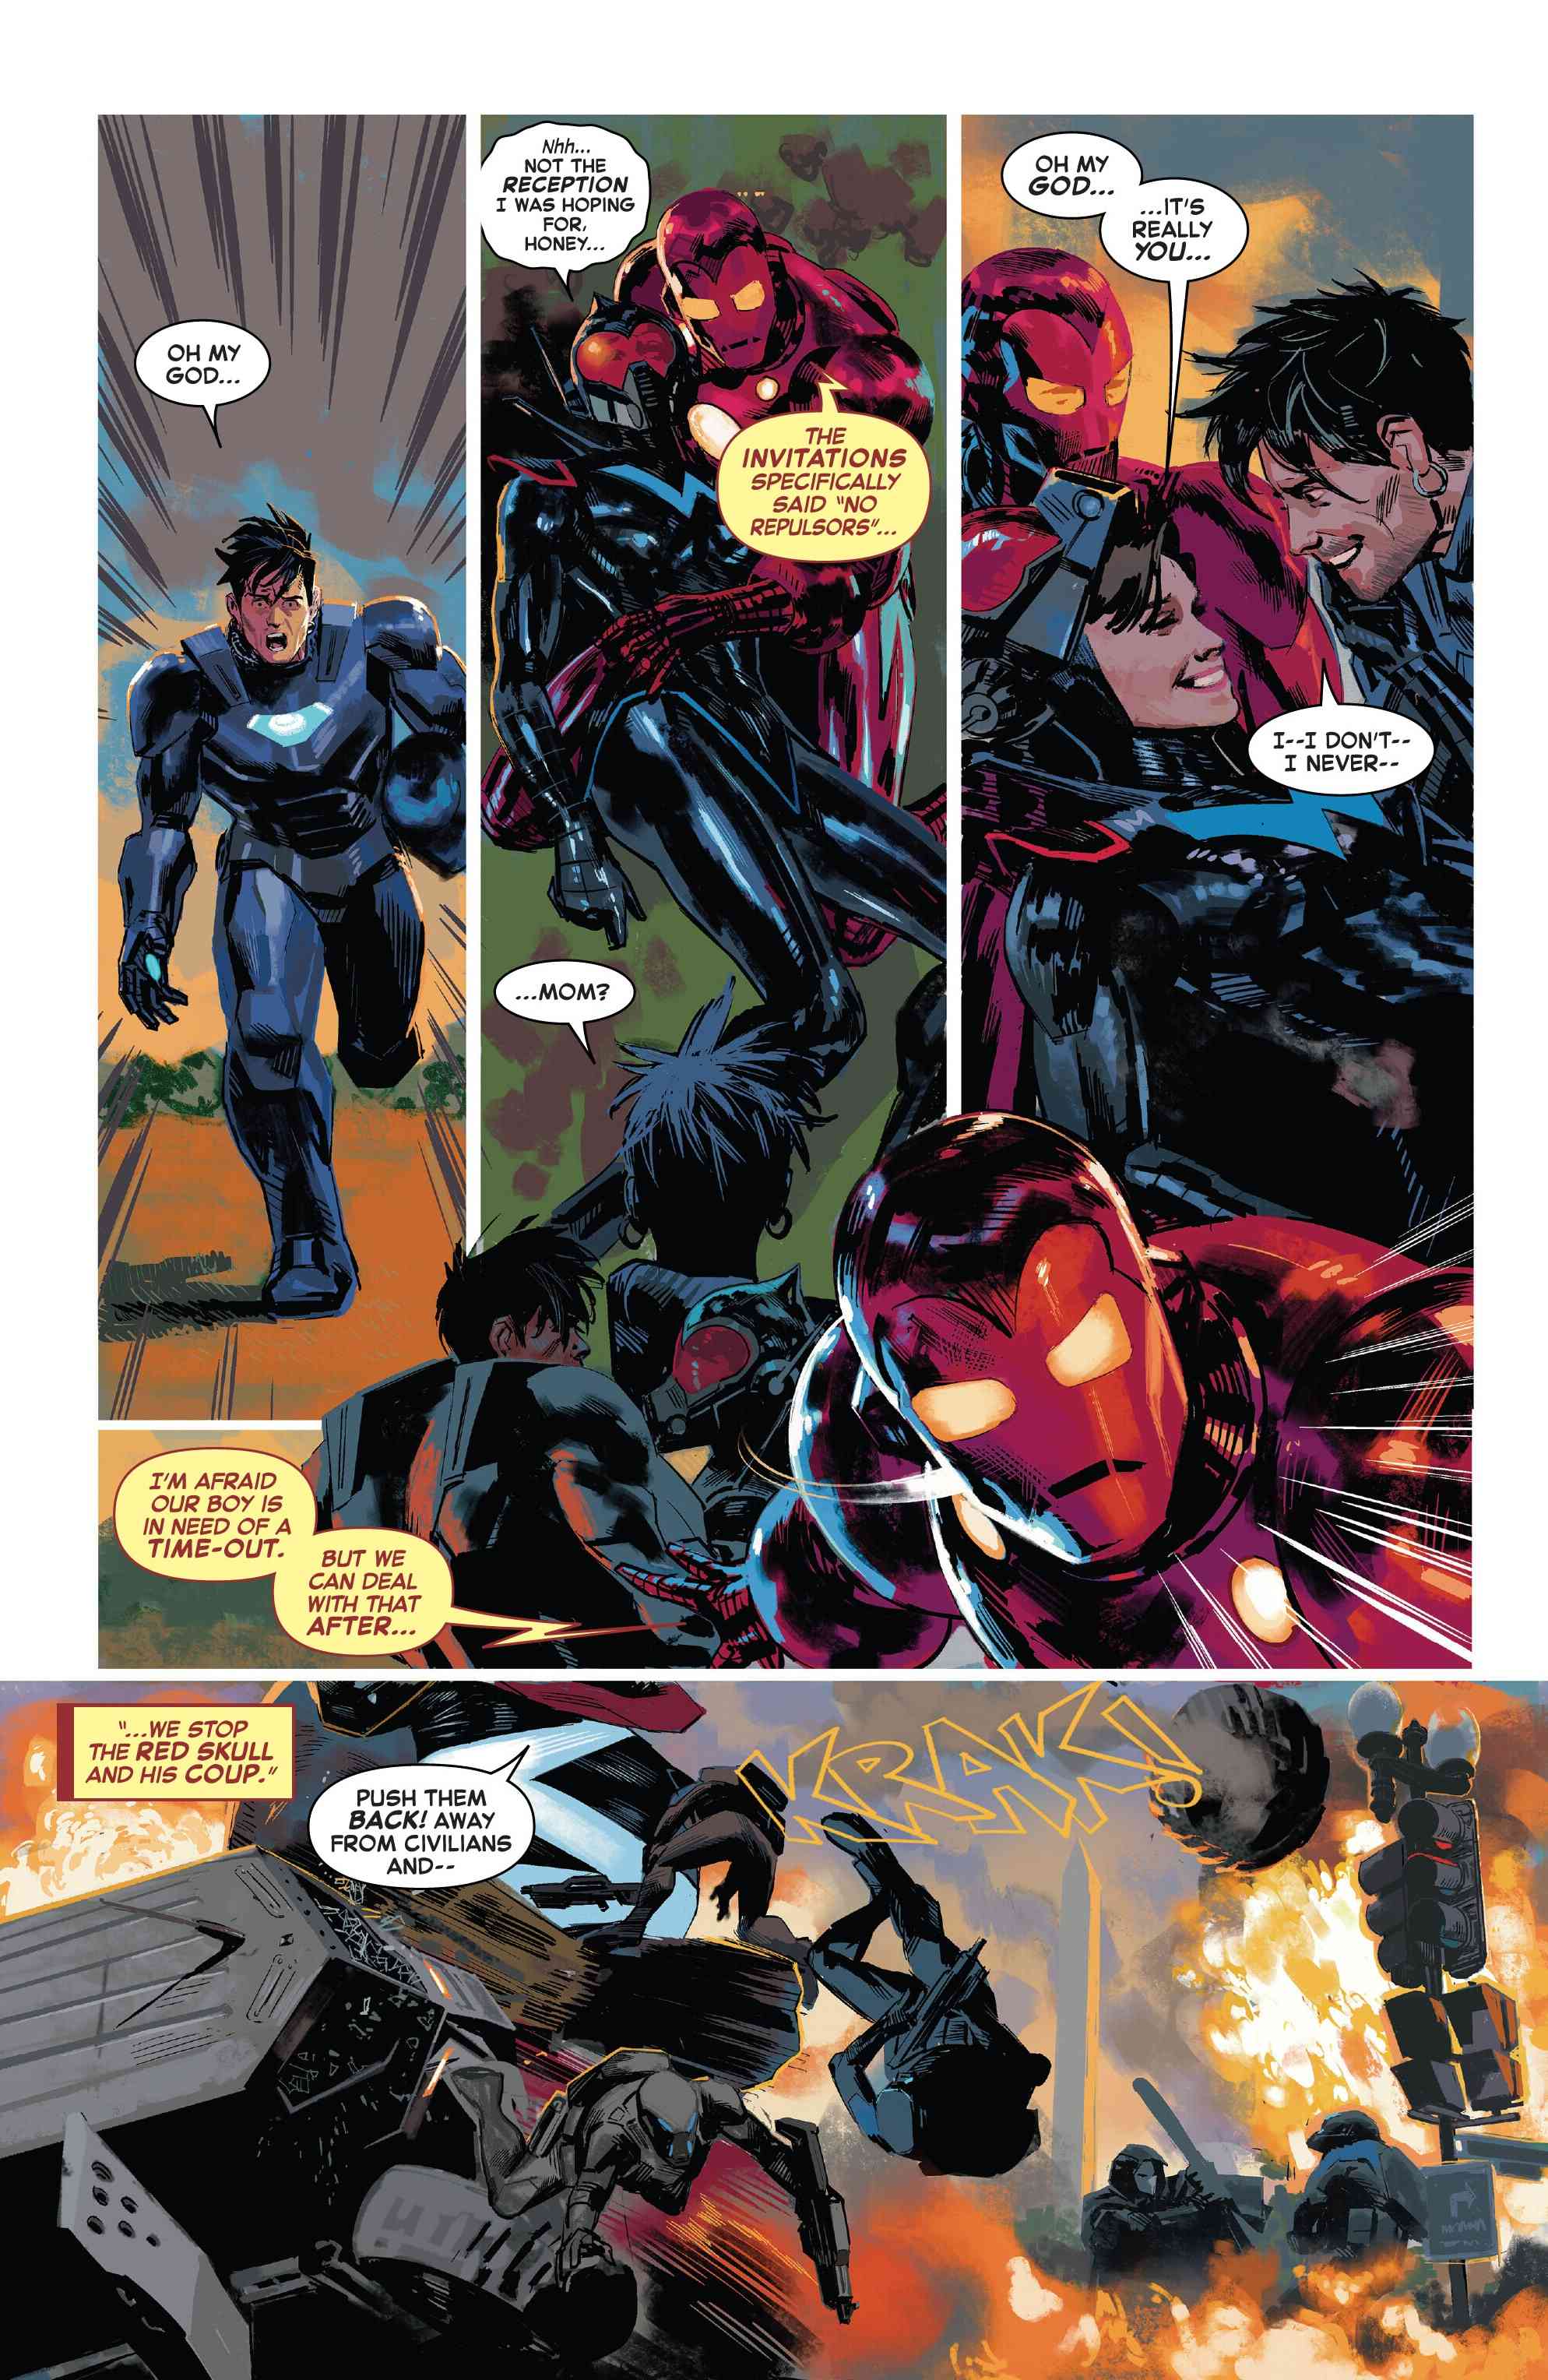 OH MY
GOD...
Nhh...
NOT THE
RECEPTION
I WAS HOPING
FOR,
HONEY...
THE
INVITATIONS
SPECIFICALLY
SAID "NO
REPULSORS"...
...MOM?
OH MY
GOD...
...IT'S
REALLY
YOU...
I--I DON'T--
I NEVER--
I'M AFRAID
OUR BOY IS
IN NEED OF A
TIME-OUT.
BUT WE
CAN DEAL
WITH THAT
AFTER...
"...WE STOP
THE RED SKULL
AND HIS COUP."
PUSH THEM
BACK! AWAY
FROM CIVILIANS
AND--
KRAK!